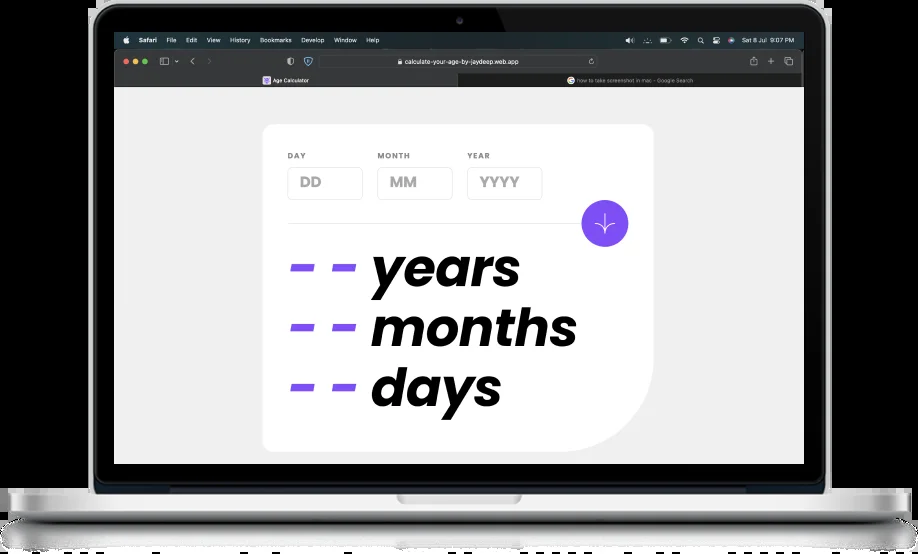 Safari File Edit View History Bookmarks Develop Window Help Sat 8 Jul 9:07 PM
calculate-your-age-by-jaydeep.web.app
Age Calculator how to take screenshot in mac - Google Search
DAY MONTH YEAR
DD MM YYYY
-- years
-- months
-- days